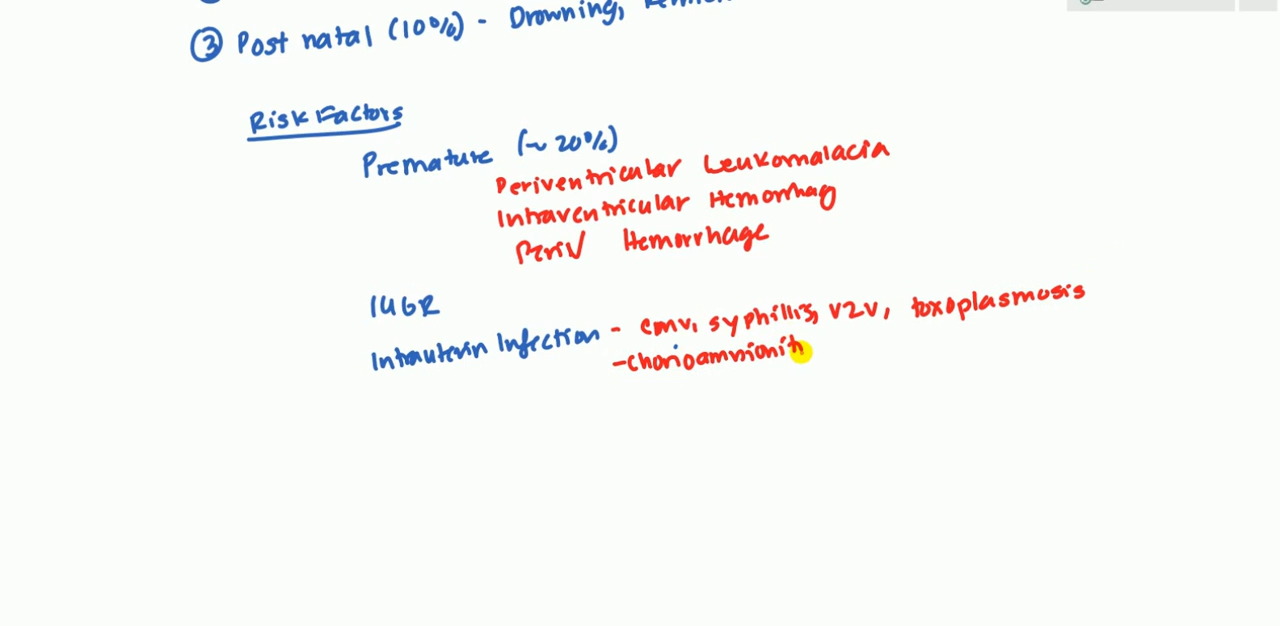 ③ Post natal (10%) - Drowning,
Risk Factors
Premature (~ 20%)
Periventricular Leukomalacia
Intraventricular Hemorrhag
Periv Hemorrhage
IUGR
Intrauterin Infection - cmv, syphillis, VZV, toxoplasmosis
- chorioamnionit